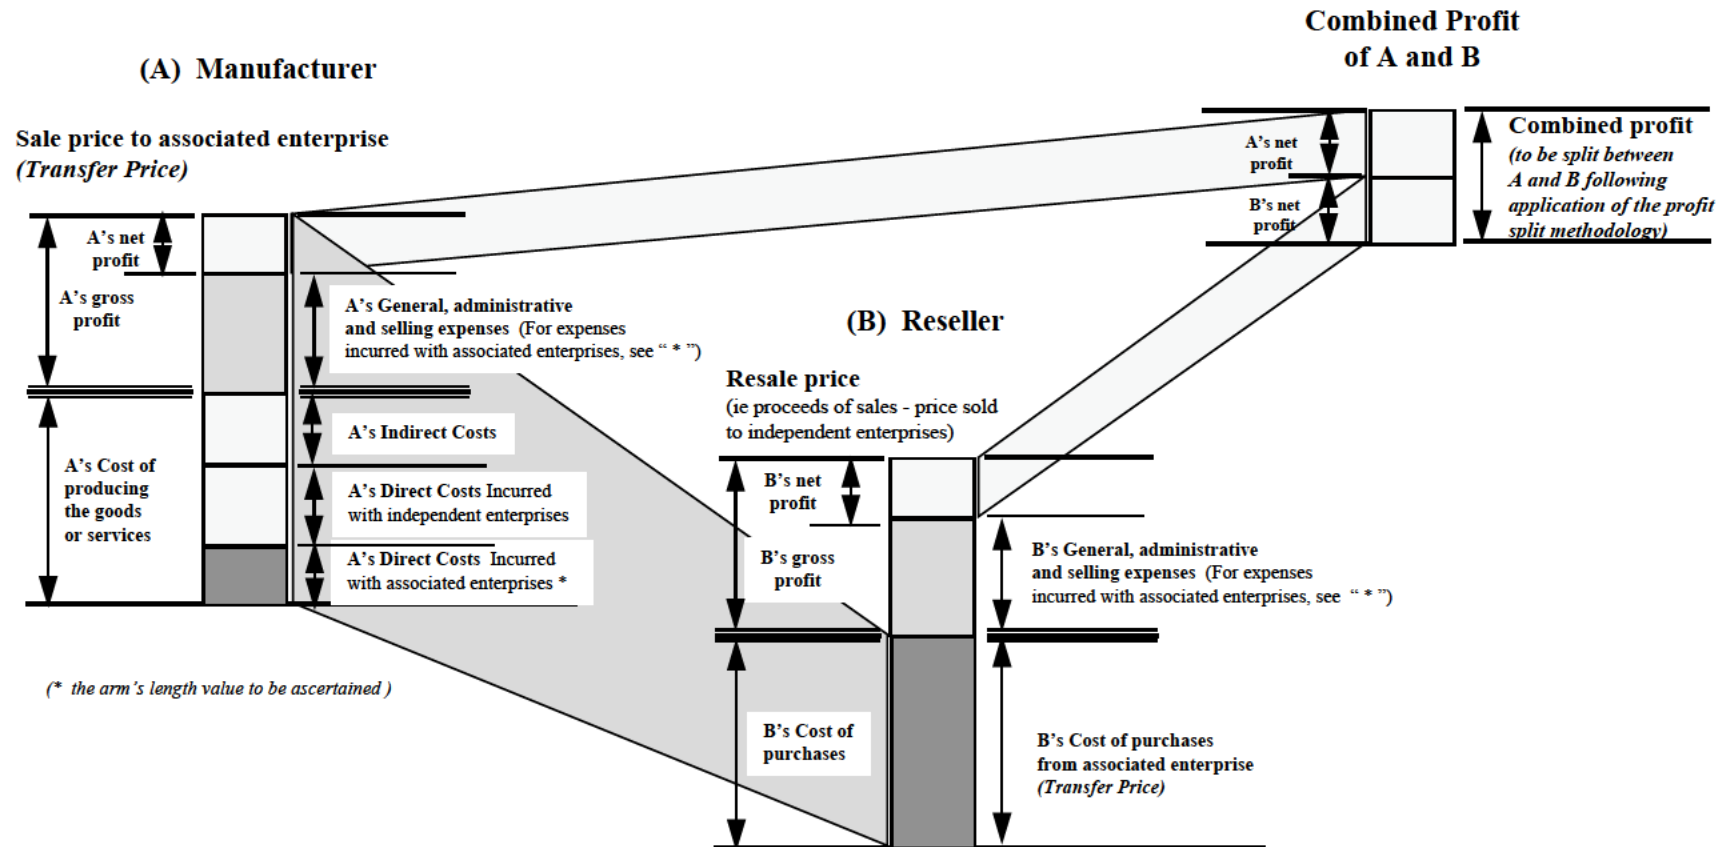 Combined Profit
of A and B
(A)  Manufacturer
Sale price to associated enterprise
(Transfer Price)
A's net
profit
A's gross
profit
A's Cost of
producing
the goods
or services
A's General, administrative
and selling expenses  (For expenses
incurred with associated enterprises, see “ * ”)
A's Indirect Costs
A's Direct Costs Incurred
with independent enterprises
A's Direct Costs  Incurred
with associated enterprises *
(*  the arm's length value to be ascertained )
(B)  Reseller
Resale price
(ie proceeds of sales - price sold
to independent enterprises)
B's net
profit
B's gross
profit
B's Cost of
purchases
B's General, administrative
and selling expenses  (For expenses
incurred with associated enterprises, see  “ * ”)
B's Cost of purchases
from associated enterprise
(Transfer Price)
A's net
profit
B's net
profit
Combined profit
(to be split between
A and B following
application of the profit
split methodology)